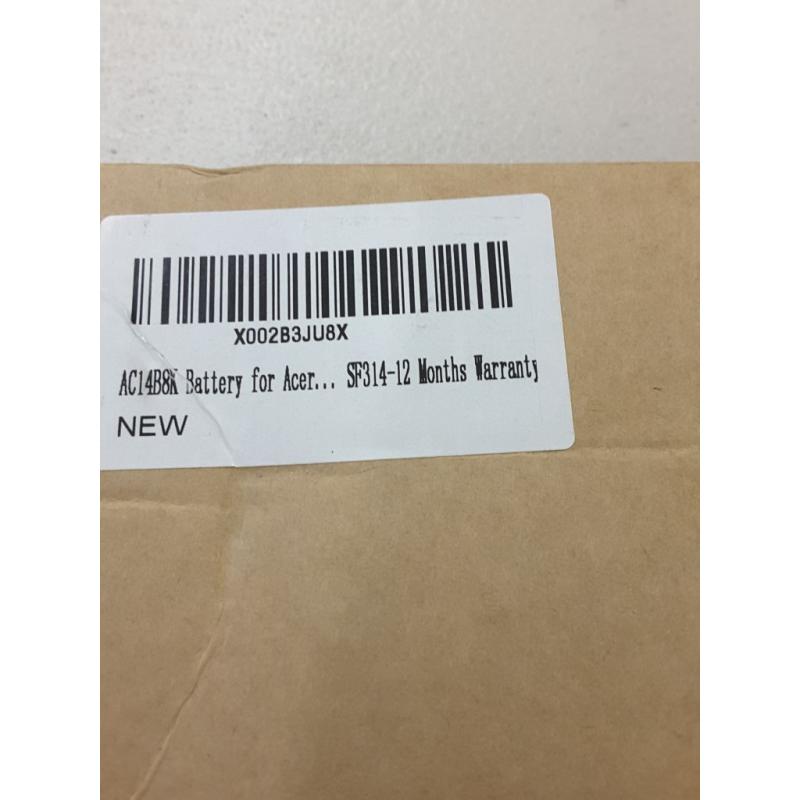 X002B3JU8X
AC14B8K Battery for Acer... SF314-12 Months Warranty
NEW